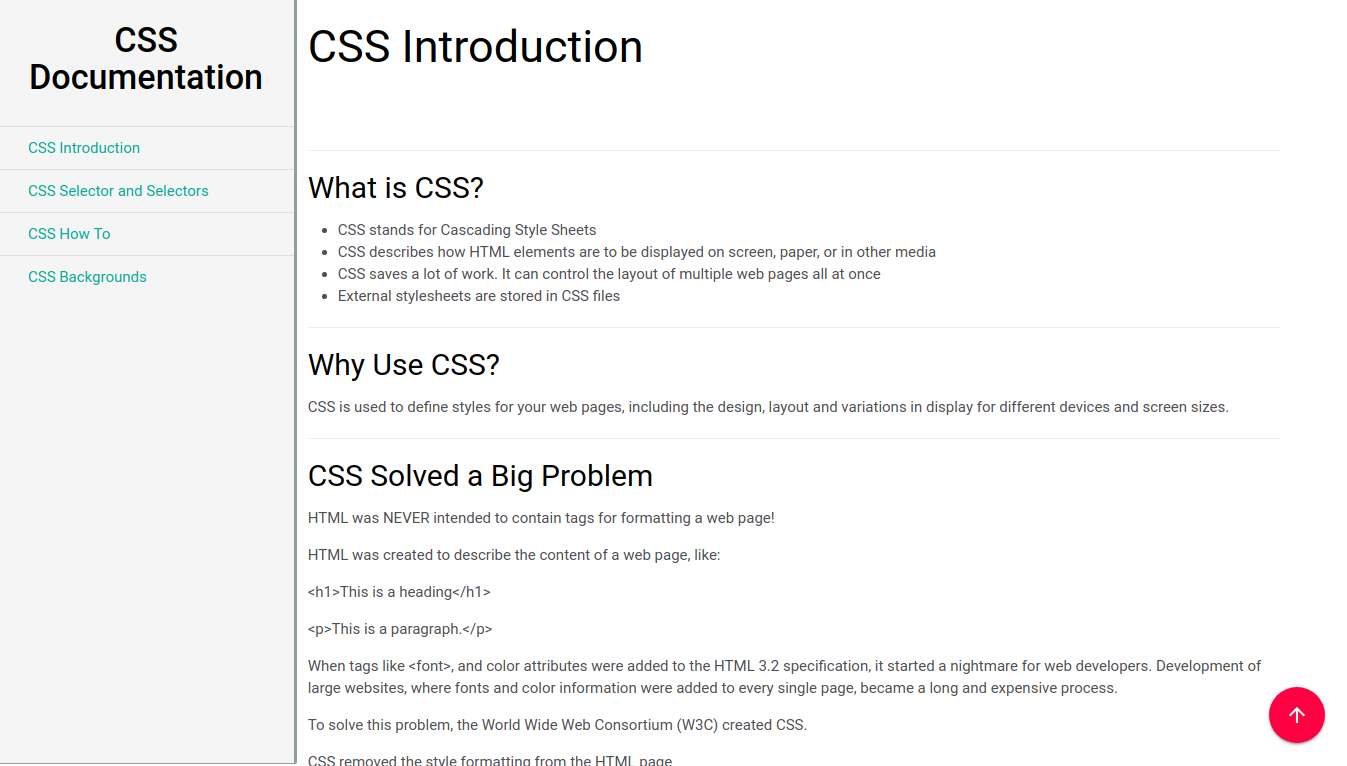 CSS
Documentation
CSS Introduction
CSS Selector and Selectors
CSS How To
CSS Backgrounds
CSS Introduction
What is CSS?
CSS stands for Cascading Style Sheets
CSS describes how HTML elements are to be displayed on screen, paper, or in other media
CSS saves a lot of work. It can control the layout of multiple web pages all at once
External stylesheets are stored in CSS files
Why Use CSS?
CSS is used to define styles for your web pages, including the design, layout and variations in display for different devices and screen sizes.
CSS Solved a Big Problem
HTML was NEVER intended to contain tags for formatting a web page!
HTML was created to describe the content of a web page, like:
<h1>This is a heading</h1>
<p>This is a paragraph.</p>
When tags like <font>, and color attributes were added to the HTML 3.2 specification, it started a nightmare for web developers. Development of
large websites, where fonts and color information were added to every single page, became a long and expensive process.
To solve this problem, the World Wide Web Consortium (W3C) created CSS.
CSS removed the style formatting from the HTML page